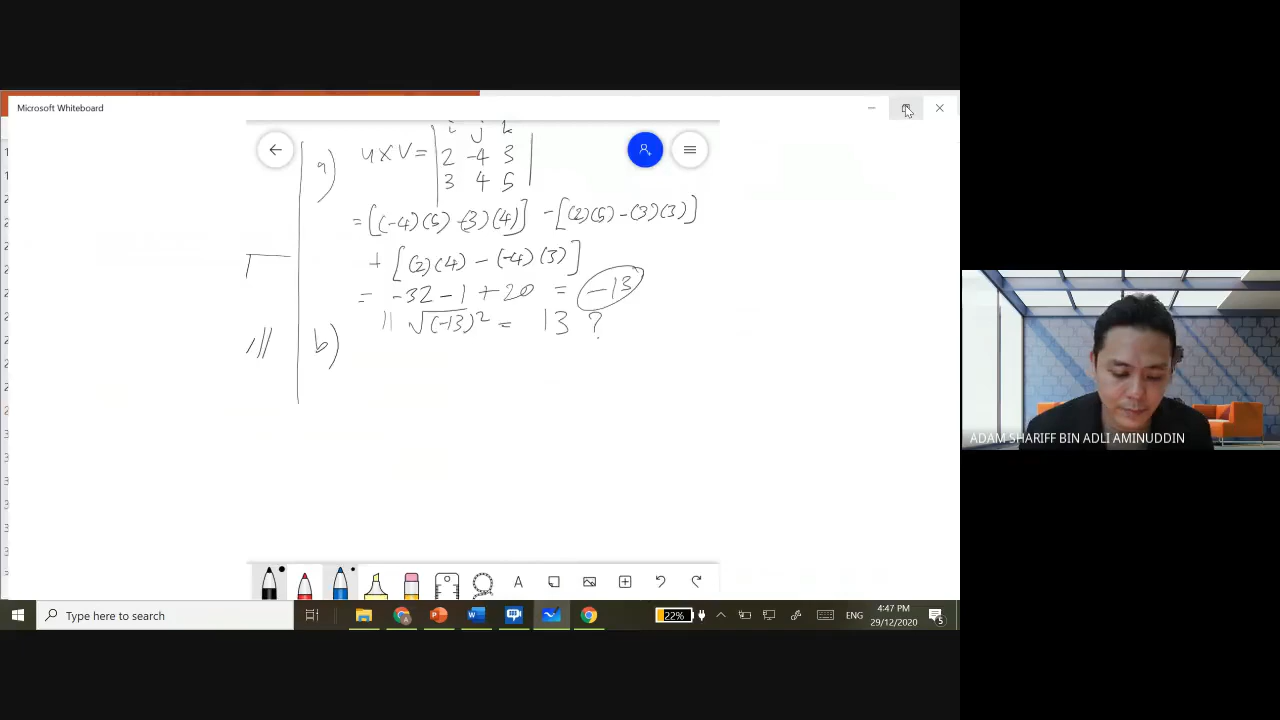 Microsoft Whiteboard
i j k
a) u x v = | 2 -4 3 |
3 4 5
= [(-4)(5) - (3)(4)] - [(2)(5) - (3)(3)]
+ [(2)(4) - (-4)(3)]
= -32 - 1 + 20 = -13
|| √(-13)² = 13 ?
b)
ADAM SHARIFF BIN ADLI AMINUDDIN
A
Type here to search
22%
ENG
4:47 PM
29/12/2020
5